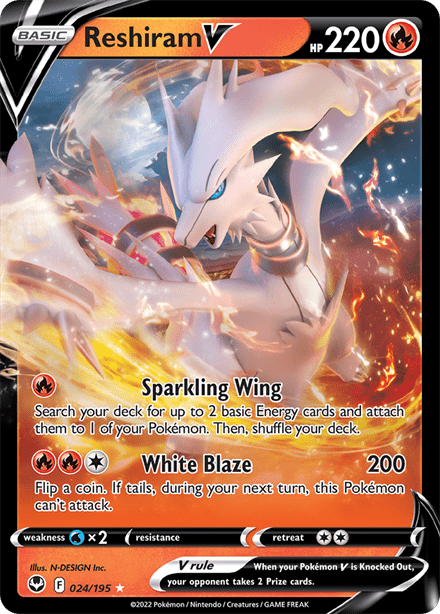 BASIC
Reshiram V
HP 220
Sparkling Wing
Search your deck for up to 2 basic Energy cards and attach
them to 1 of your Pokémon. Then, shuffle your deck.
White Blaze 200
Flip a coin. If tails, during your next turn, this Pokémon
can't attack.
weakness ×2 resistance retreat
Illus. N-DESIGN Inc.
V rule
When your Pokémon V is Knocked Out,
your opponent takes 2 Prize cards.
F 024/195
©2022 Pokémon / Nintendo / Creatures / GAME FREAK